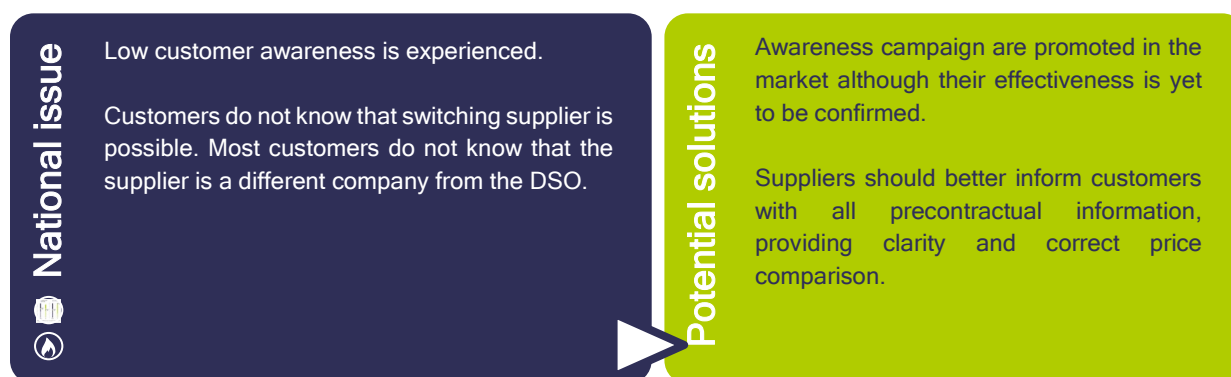 National issue
Low customer awareness is experienced.
Customers do not know that switching supplier is
possible. Most customers do not know that the
supplier is a different company from the DSO.
Potential solutions
Awareness campaign are promoted in the
market although their effectiveness is yet
to be confirmed.
Suppliers should better inform customers
with all precontractual information,
providing clarity and correct price
comparison.